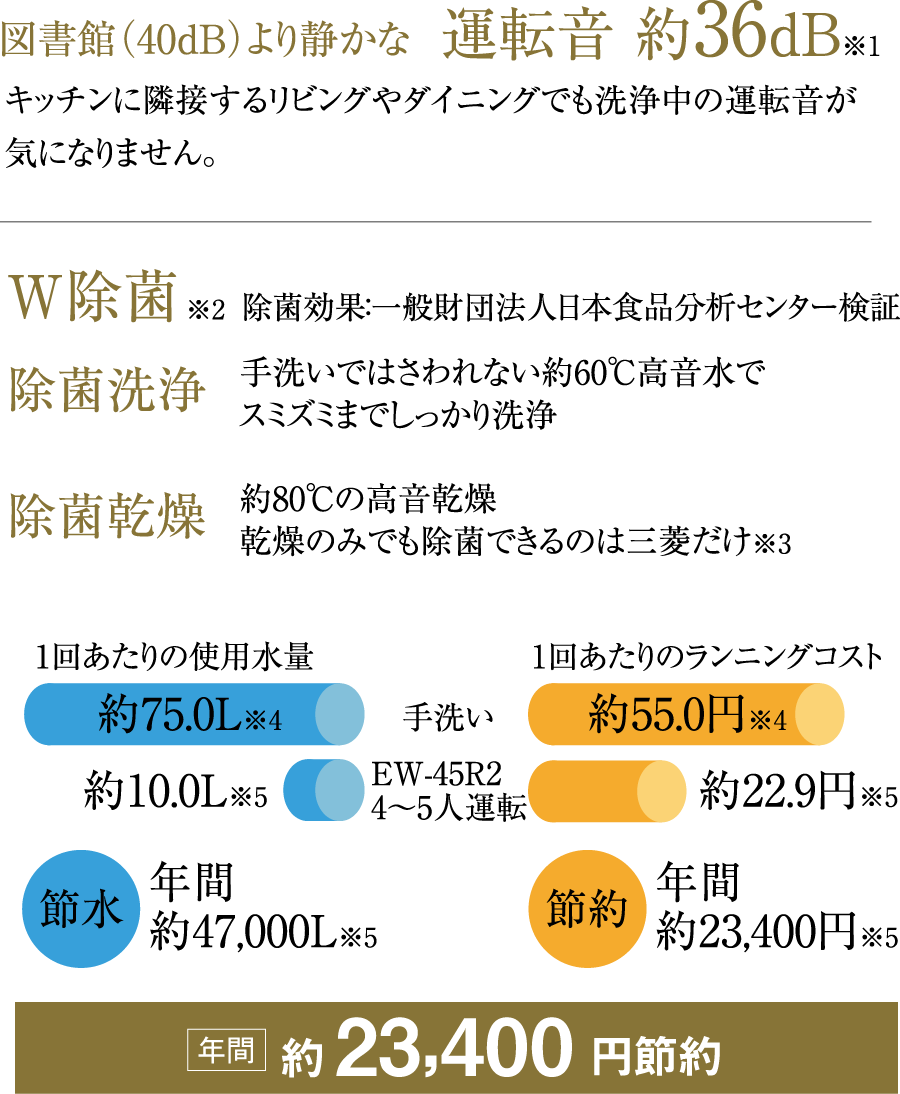 図書館（40dB）より静かな 運転音 約36dB※1
キッチンに隣接するリビングやダイニングでも洗浄中の運転音が
気になりません。
W除菌※2 除菌効果:一般財団法人日本食品分析センター検証
除菌洗浄
手洗いではさわれない約60℃高音水で
スミズミまでしっかり洗浄
除菌乾燥
約80℃の高音乾燥
乾燥のみでも除菌できるのは三菱だけ※3
1回あたりの使用水量
1回あたりのランニングコスト
約75.0L※4 手洗い 約55.0円※4
約10.0L※5
EW-45R2
4〜5人運転
約22.9円※5
節水
年間
約47,000L※5
節約
年間
約23,400円※5
年間 約23,400円節約